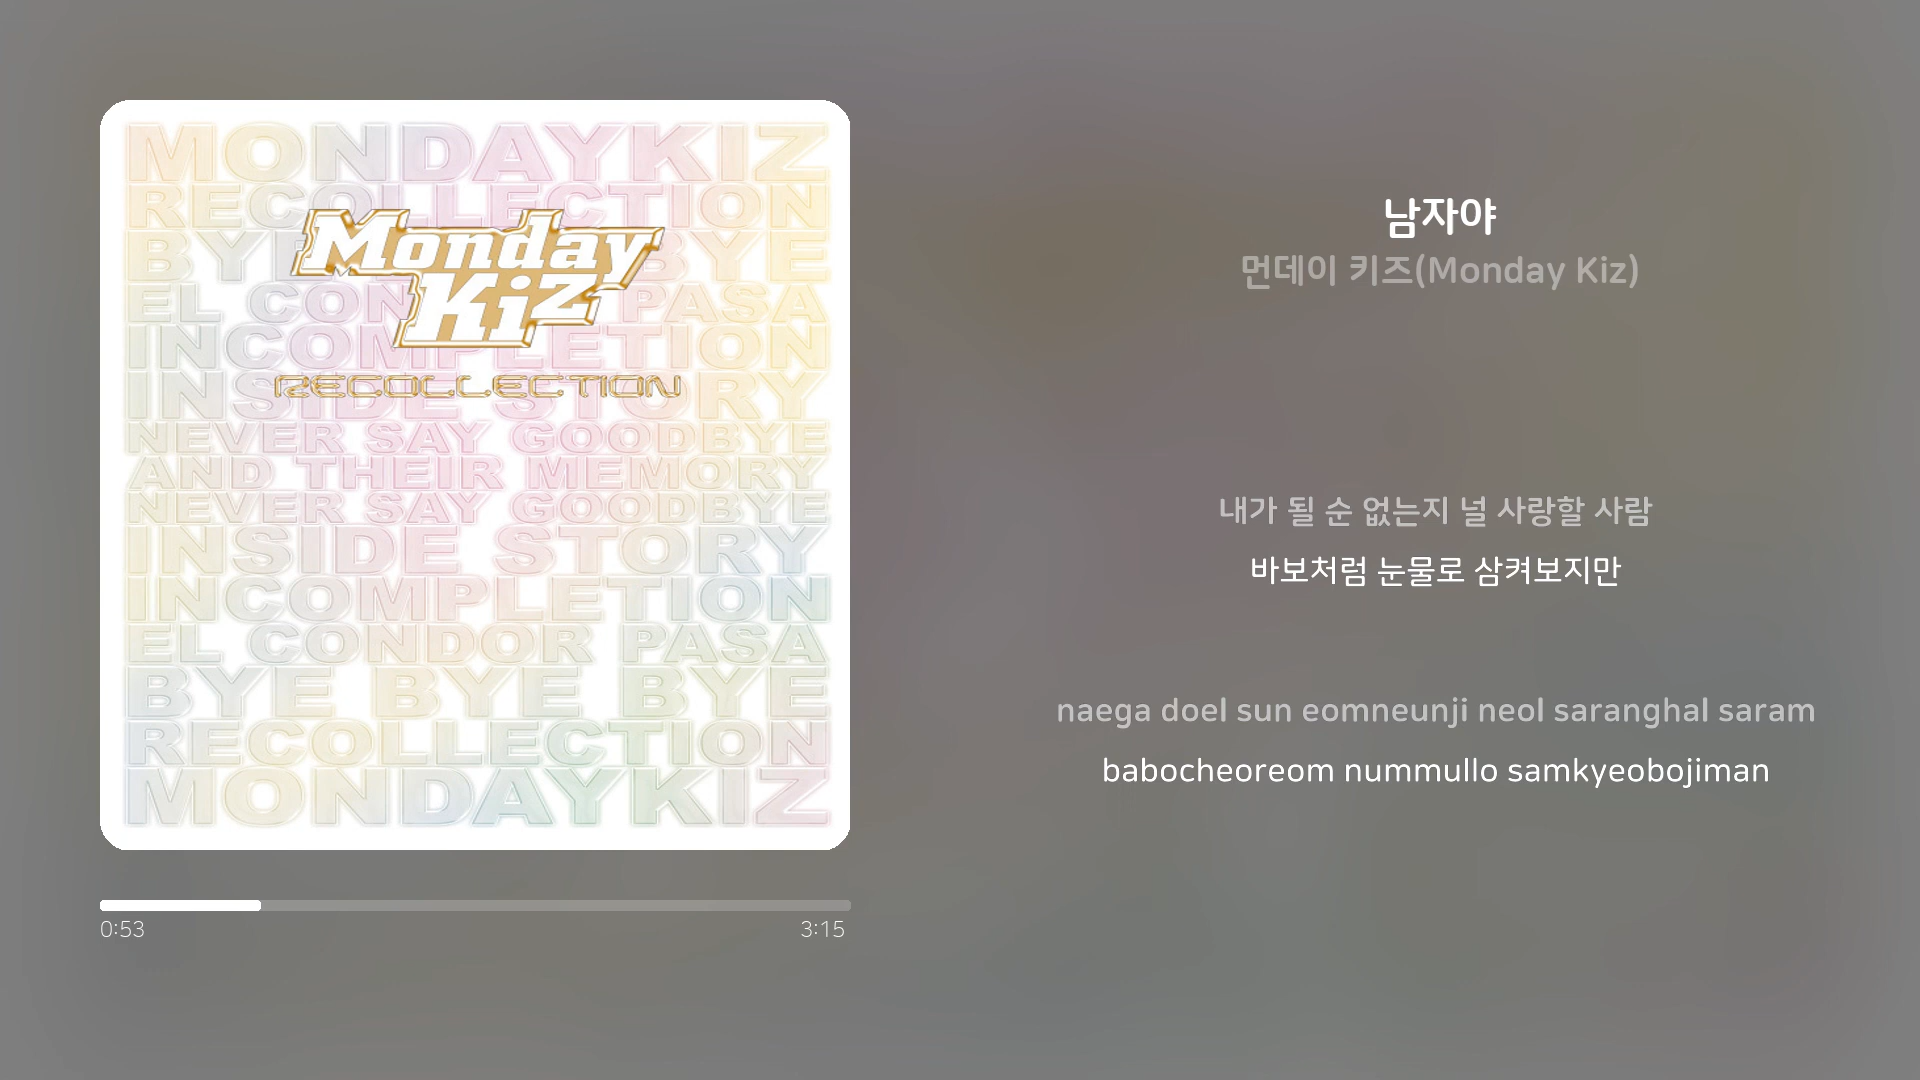 MONDAYKIZ
RECOLLECTION
BYE BYE
EL CON PASA
INCOMPLETION
INSIDE STORY
NEVER SAY GOODBYE
AND THEIR MEMORY
NEVER SAY GOODBYE
INSIDE STORY
INCOMPLETION
EL CONDOR PASA
BYE BYE BYE
RECOLLECTION
MONDAYKIZ
Monday
Kiz
RECOLLECTION
0:53
3:15
남자야
먼데이 키즈(Monday Kiz)
내가 될 순 없는지 널 사랑할 사람
바보처럼 눈물로 삼켜보지만
naega doel sun eomneunji neol saranghal saram
babocheoreom nummullo samkyeobojiman